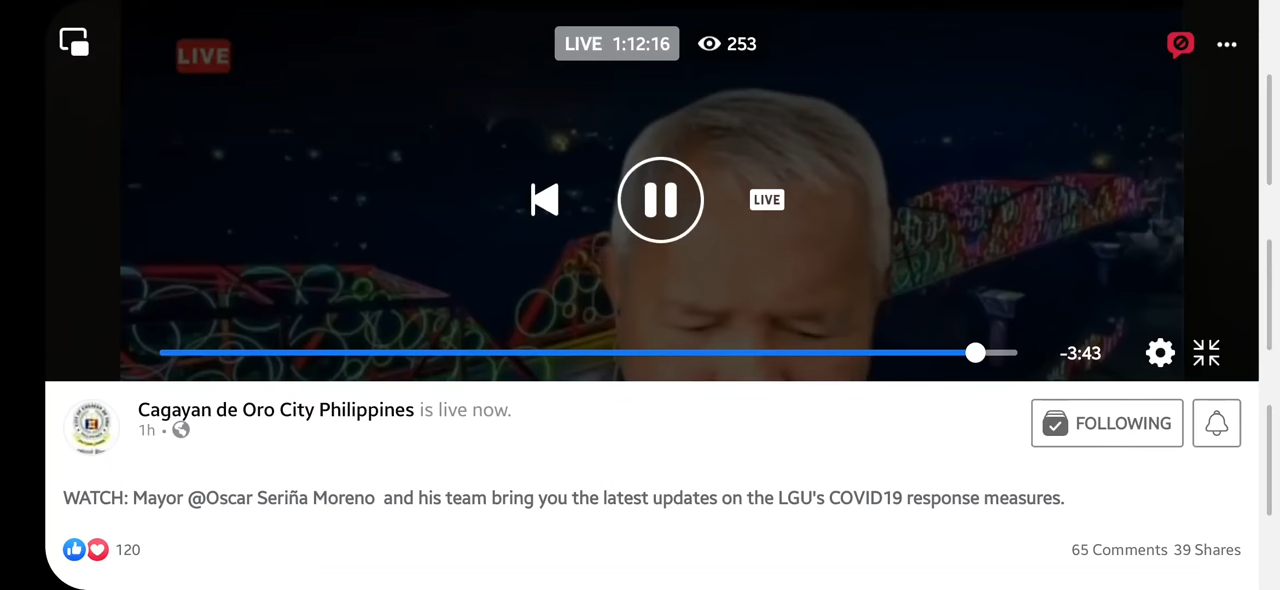 LIVE
LIVE 1:12:16 253
LIVE
-3:43
Cagayan de Oro City Philippines is live now.
1h •
FOLLOWING
WATCH: Mayor @Oscar Seriña Moreno and his team bring you the latest updates on the LGU's COVID19 response measures.
120
65 Comments 39 Shares